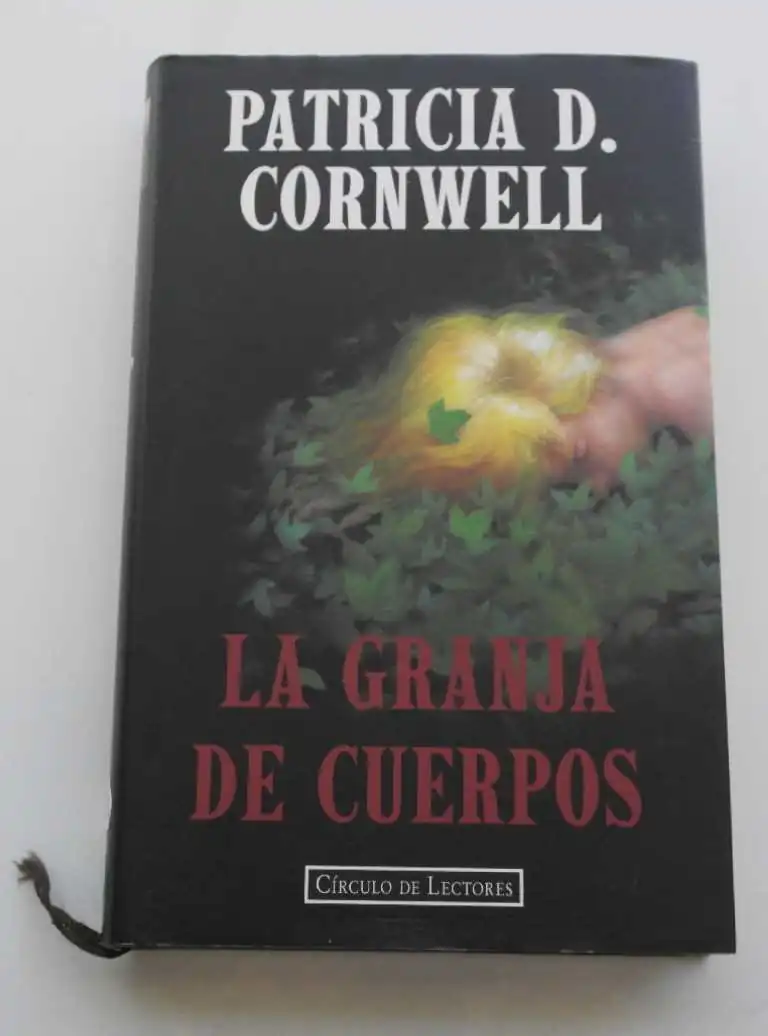 PATRICIA D.
CORNWELL
LA GRANJA
DE CUERPOS
CÍRCULO DE LECTORES